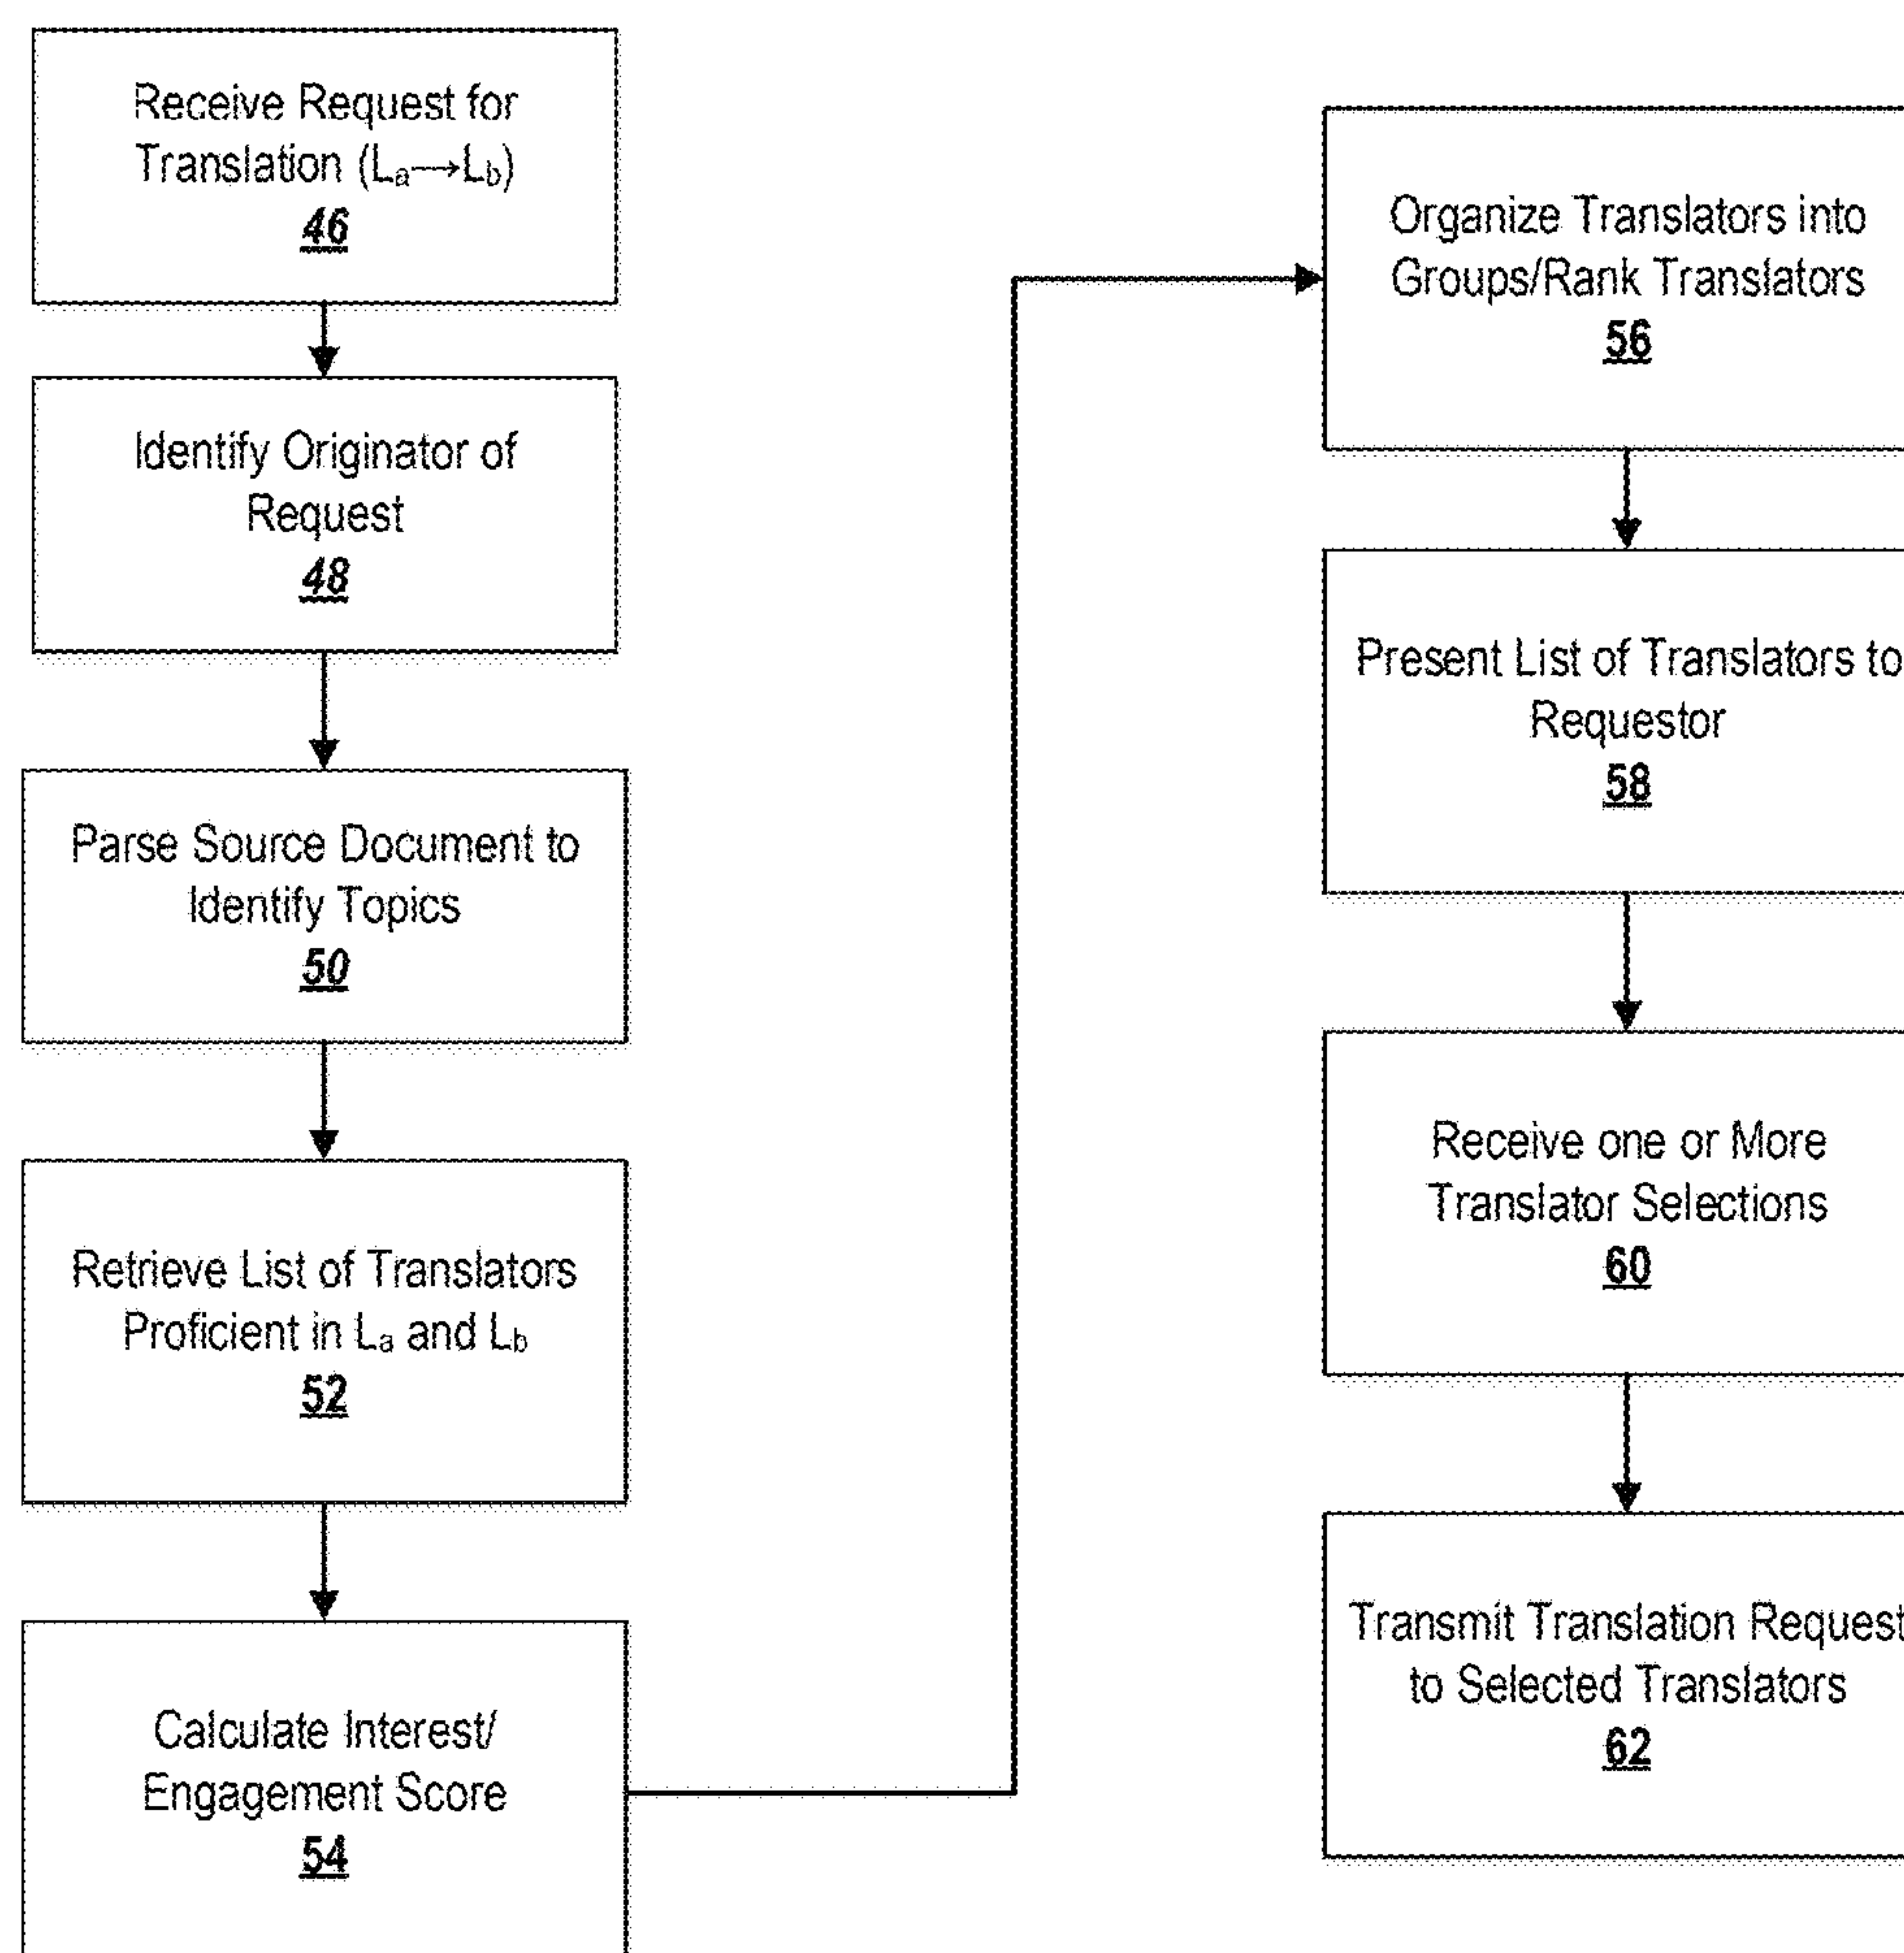 Receive Request for
Translation (Lₐ→L_b)
46
Identify Originator of
Request
48
Parse Source Document to
Identify Topics
50
Retrieve List of Translators
Proficient in Lₐ and L_b
52
Calculate Interest/
Engagement Score
54
Organize Translators into
Groups/Rank Translators
56
Present List of Translators to
Requestor
58
Receive one or More
Translator Selections
60
Transmit Translation Request
to Selected Translators
62